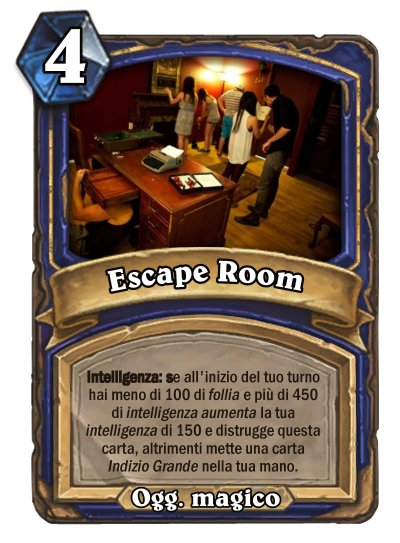 4
Escape Room
Intelligenza: se all'inizio del tuo turno
hai meno di 100 di follia e più di 450
di intelligenza aumenta la tua
intelligenza di 150 e distrugge questa
carta, altrimenti mette una carta
Indizio Grande nella tua mano.
Ogg. magico